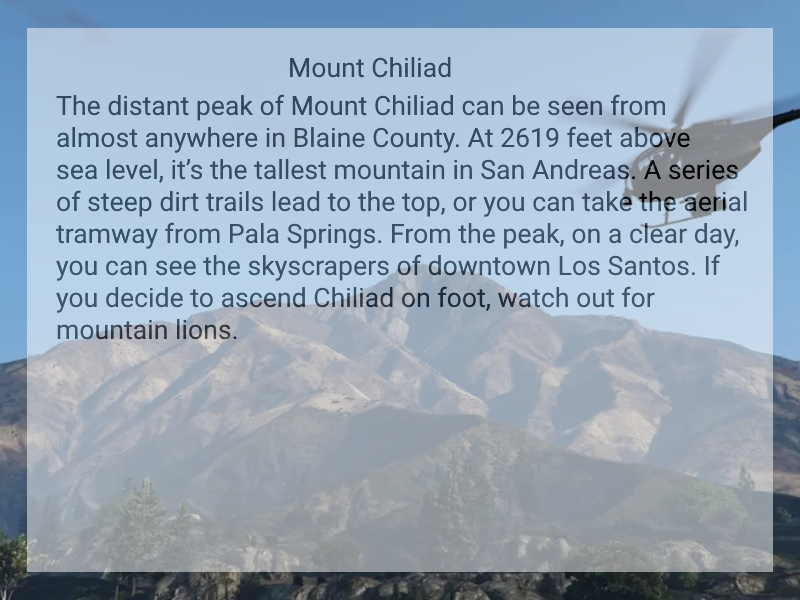 Mount Chiliad
The distant peak of Mount Chiliad can be seen from
almost anywhere in Blaine County. At 2619 feet above
sea level, it’s the tallest mountain in San Andreas. A series
of steep dirt trails lead to the top, or you can take the aerial
tramway from Pala Springs. From the peak, on a clear day,
you can see the skyscrapers of downtown Los Santos. If
you decide to ascend Chiliad on foot, watch out for
mountain lions.